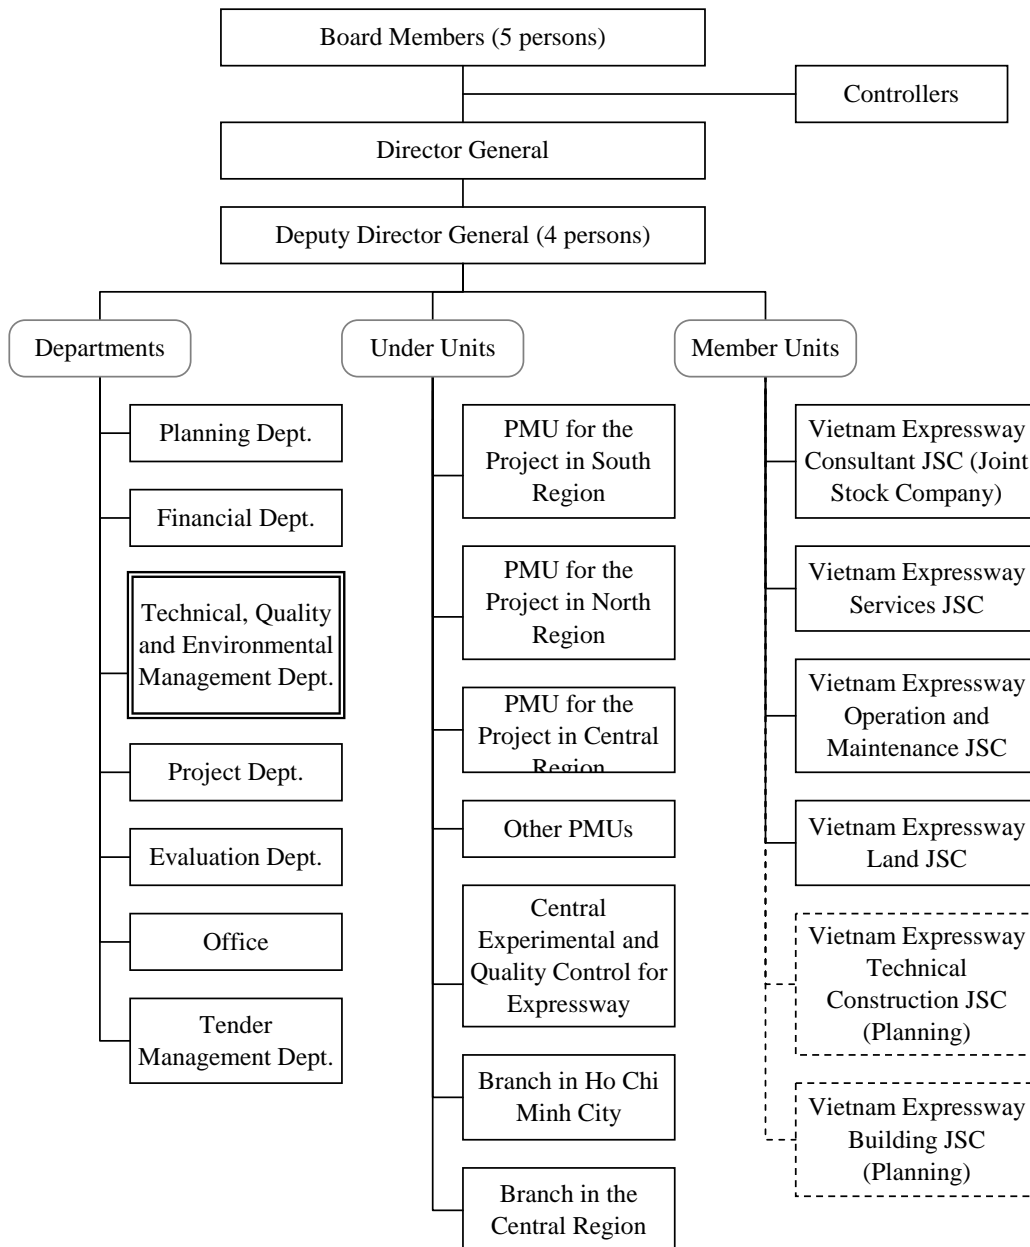 Board Members (5 persons)
Controllers
Director General
Deputy Director General (4 persons)
Departments
Under Units
Member Units
Planning Dept.
Financial Dept.
Technical, Quality
and Environmental
Management Dept.
Project Dept.
Evaluation Dept.
Office
Tender
Management Dept.
PMU for the
Project in South
Region
PMU for the
Project in North
Region
PMU for the
Project in Central
Region
Other PMUs
Central
Experimental and
Quality Control for
Expressway
Branch in Ho Chi
Minh City
Branch in the
Central Region
Vietnam Expressway
Consultant JSC (Joint
Stock Company)
Vietnam Expressway
Services JSC
Vietnam Expressway
Operation and
Maintenance JSC
Vietnam Expressway
Land JSC
Vietnam Expressway
Technical
Construction JSC
(Planning)
Vietnam Expressway
Building JSC
(Planning)